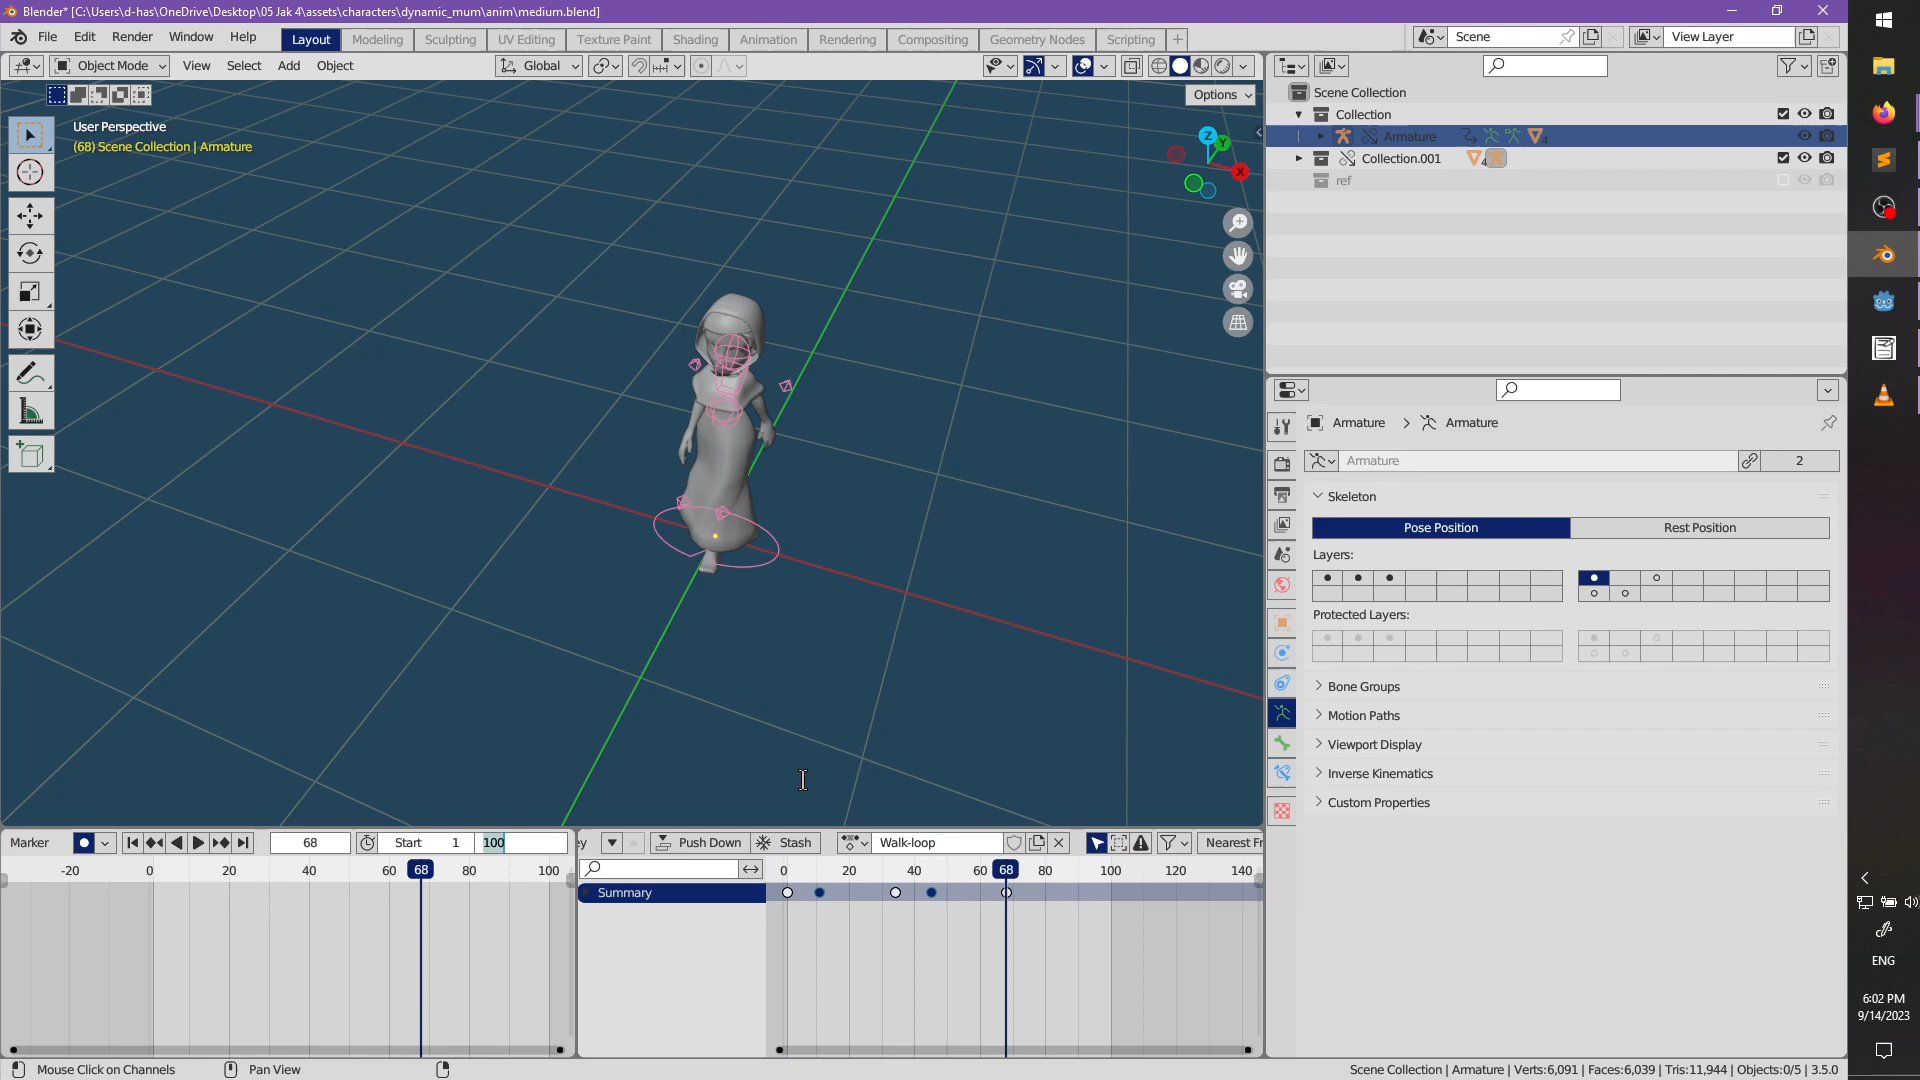 Blender* [C:\Users\d-has\OneDrive\Desktop\05 Jak 4\assets\characters\dynamic_mum\anim\medium.blend]
File Edit Render Window Help Layout Modeling Sculpting UV Editing Texture Paint Shading Animation Rendering Compositing Geometry Nodes Scripting + Scene View Layer
Object Mode View Select Add Object Global
Options
User Perspective
(68) Scene Collection | Armature
Z
Y
X
Scene Collection
Collection
Armature 4
Collection.001 4
ref
Armature > Armature
Armature 2
Skeleton
Pose Position Rest Position
Layers:
Protected Layers:
Bone Groups
Motion Paths
Viewport Display
Inverse Kinematics
Custom Properties
Marker 68 Start 1 100
-20 0 20 40 60 68 80 100
ey Push Down Stash Walk-loop Nearest Fr
0 20 40 60 68 80 100 120 140
Summary
Mouse Click on Channels Pan View
Scene Collection | Armature | Verts:6,091 | Faces:6,039 | Tris:11,944 | Objects:0/5 | 3.5.0
ENG
6:02 PM
9/14/2023